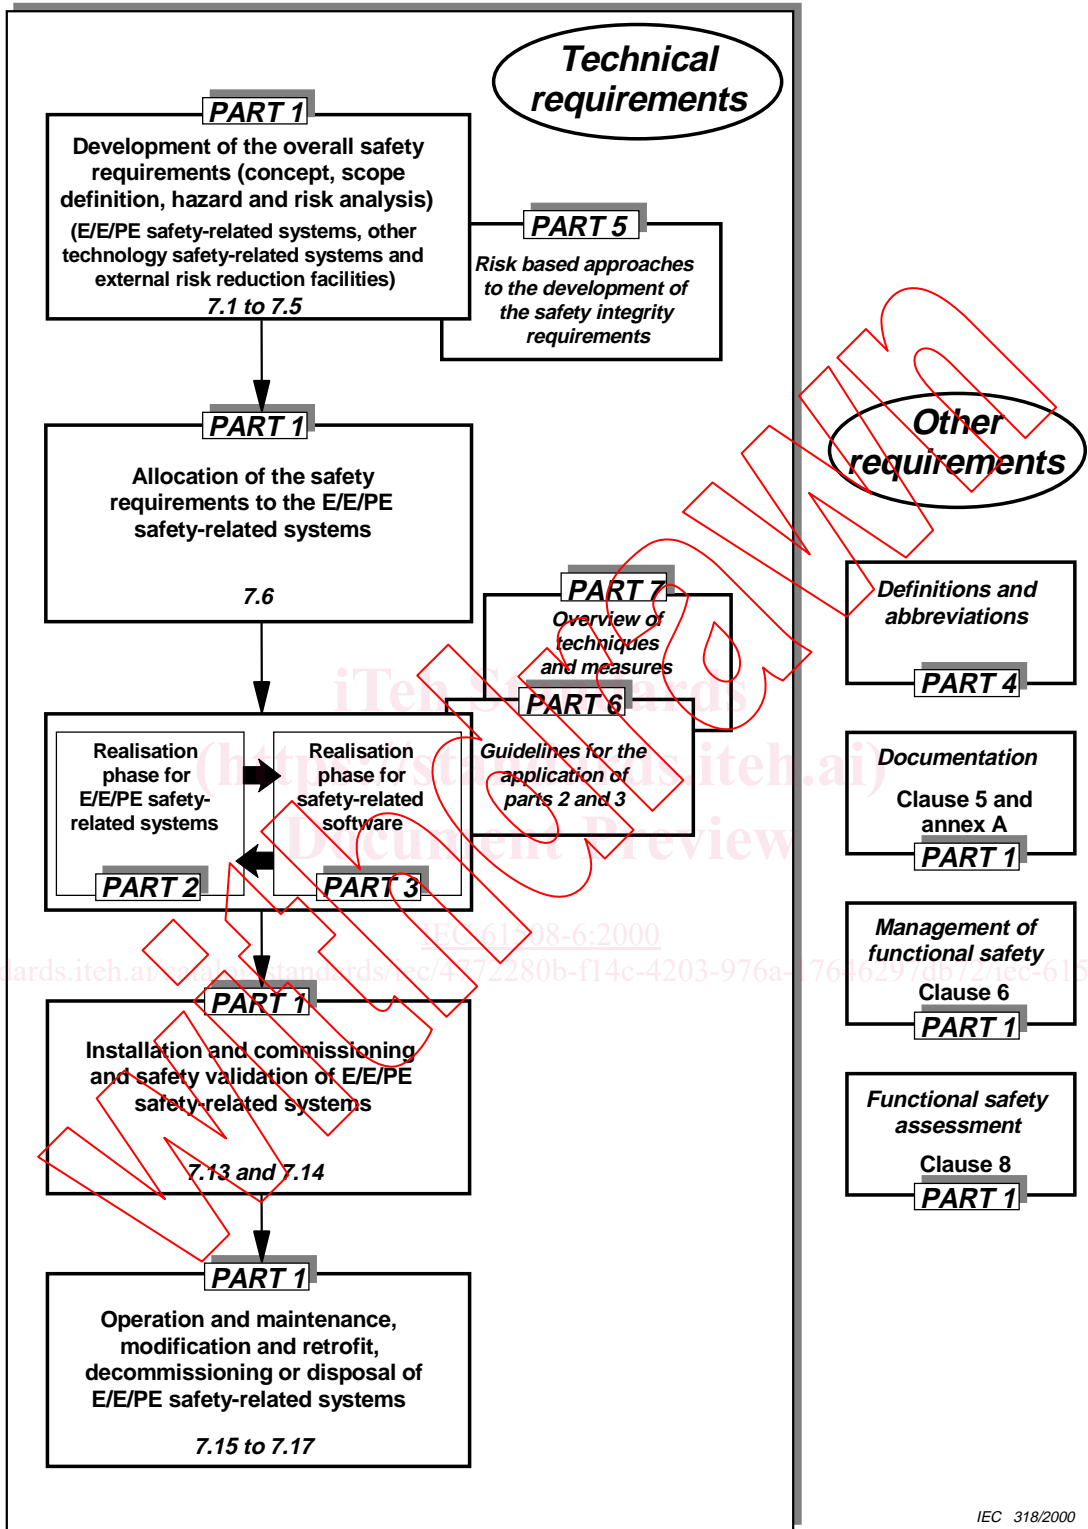 Technical
requirements
PART 1
Development of the overall safety
requirements (concept, scope
definition, hazard and risk analysis)
(E/E/PE safety-related systems, other
technology safety-related systems and
external risk reduction facilities)
7.1 to 7.5
PART 5
Risk based approaches
to the development of
the safety integrity
requirements
PART 1
Allocation of the safety
requirements to the E/E/PE
safety-related systems
7.6
PART 7
Overview of
techniques
and measures
PART 6
Guidelines for the
application of
parts 2 and 3
Realisation
phase for
E/E/PE safety-
related systems
PART 2
Realisation
phase for
safety-related
software
PART 3
PART 1
Installation and commissioning
and safety validation of E/E/PE
safety-related systems
7.13 and 7.14
PART 1
Operation and maintenance,
modification and retrofit,
decommissioning or disposal of
E/E/PE safety-related systems
7.15 to 7.17
Other
requirements
Definitions and
abbreviations
PART 4
Documentation
Clause 5 and
annex A
PART 1
Management of
functional safety
Clause 6
PART 1
Functional safety
assessment
Clause 8
PART 1
iTeh Standards
(https://standards.iteh.ai)
Document Preview
IEC 61508-6:2000
Withdrawn
IEC 318/2000